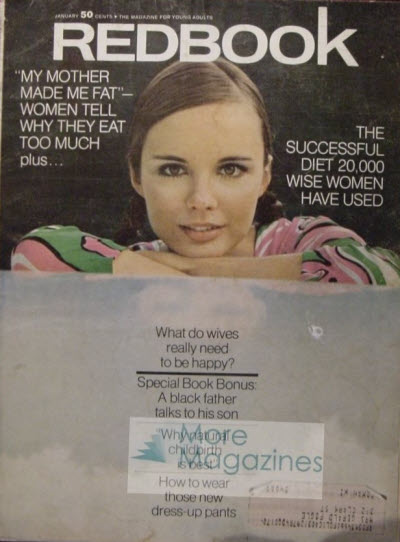 JANUARY 50 CENTS • THE MAGAZINE FOR YOUNG ADULTS
REDBOOK
"MY MOTHER
MADE ME FAT"—
WOMEN TELL
WHY THEY EAT
TOO MUCH
plus...
THE
SUCCESSFUL
DIET 20,000
WISE WOMEN
HAVE USED
What do wives
really need
to be happy?
Special Book Bonus:
A black father
talks to his son
Why natural
childbirth
is best
More
Magazines
How to wear
those new
dress-up pants